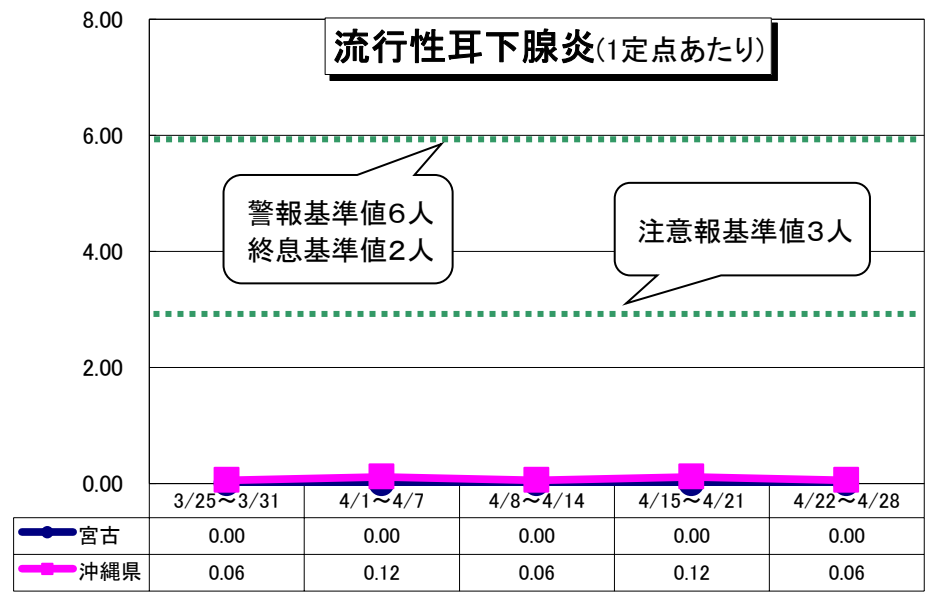 流行性耳下腺炎(1定点あたり)
8.00
6.00
警報基準値6人
終息基準値2人
注意報基準値3人
4.00
2.00
0.00
3/25～3/31 4/1～4/7 4/8～4/14 4/15～4/21 4/22～4/28
宮古 0.00 0.00 0.00 0.00 0.00
沖縄県 0.06 0.12 0.06 0.12 0.06